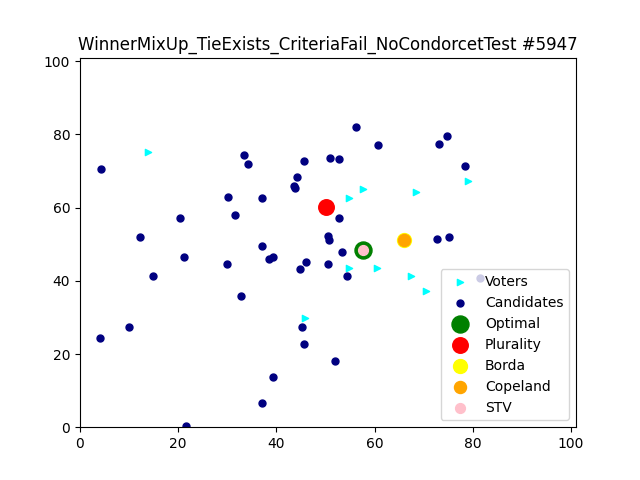 WinnerMixUp_TieExists_CriteriaFail_NoCondorcetTest #5947
100
80
60
40
20
0
Voters
Candidates
Optimal
Plurality
Borda
Copeland
STV
0 20 40 60 80 100